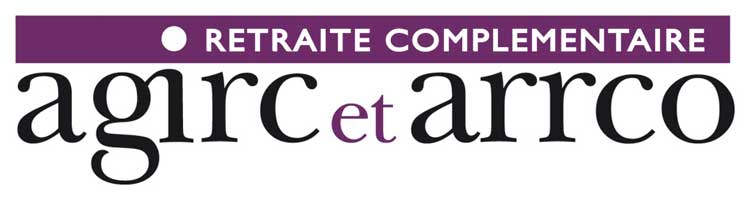 RETRAITE COMPLEMENTAIRE
agirc et arrco